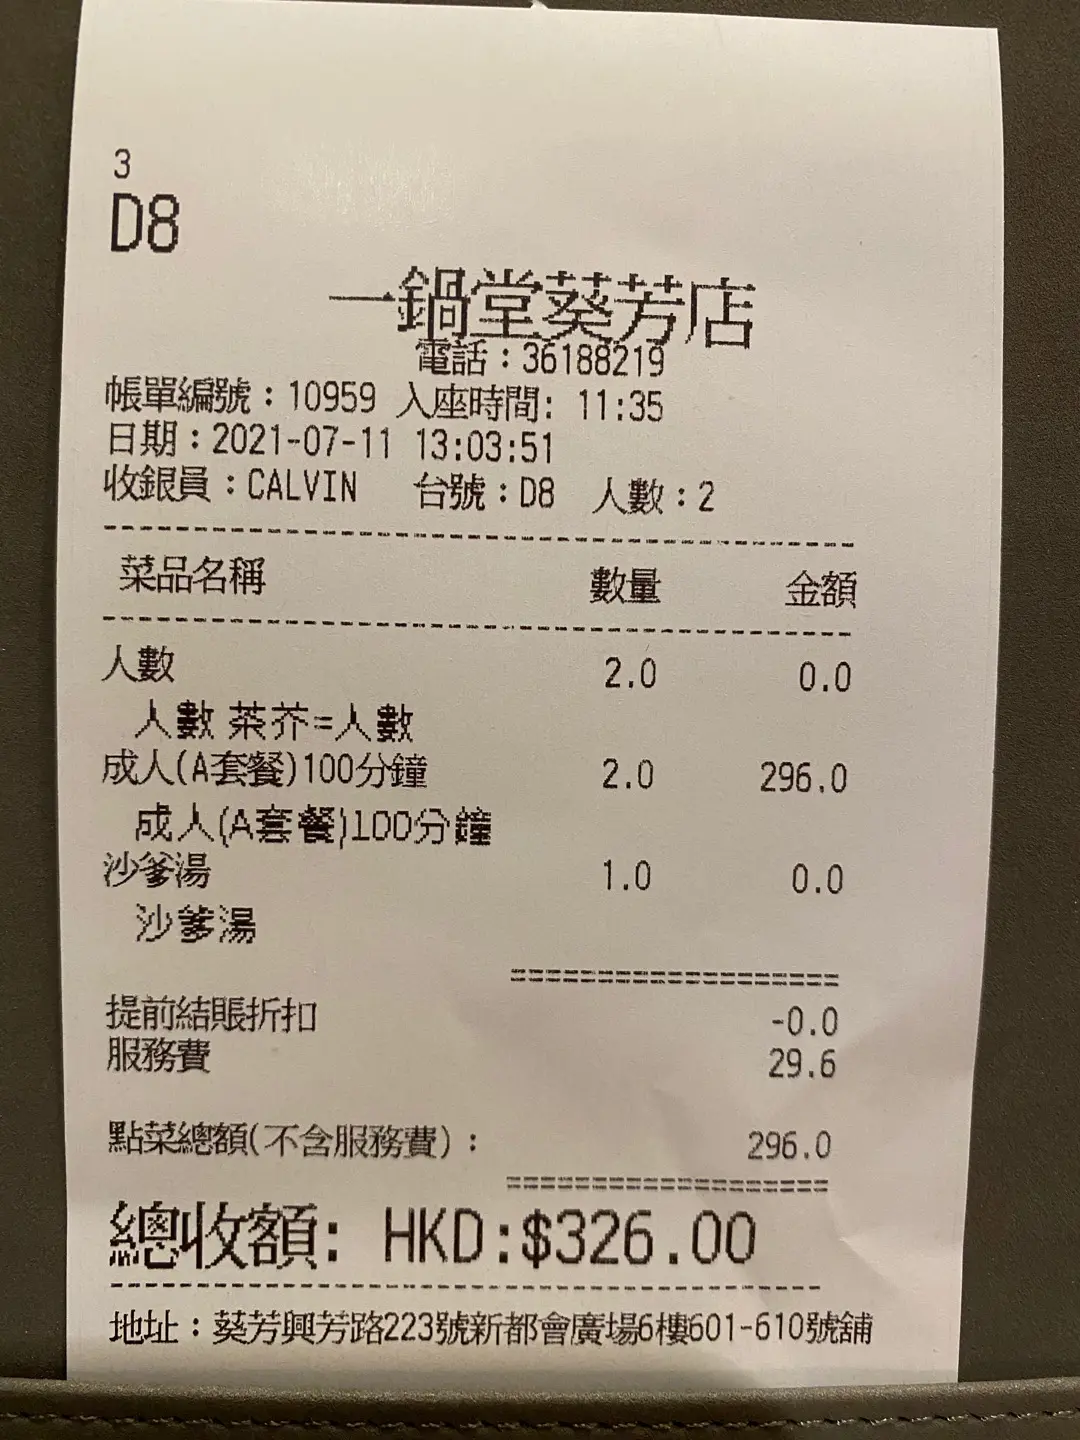 3
D8
一鍋堂葵芳店
電話：36188219
帳單編號：10959 入座時間: 11:35
日期：2021-07-11 13:03:51
收銀員：CALVIN 台號：D8 人數：2
菜品名稱 數量 金額
人數 2.0 0.0
人數 茶芥=人數
成人(A套餐)100分鐘 2.0 296.0
成人(A套餐)100分鐘
沙爹湯 1.0 0.0
沙爹湯
提前結賬折扣 -0.0
服務費 29.6
點菜總額(不含服務費)： 296.0
總收額: HKD:$326.00
地址：葵芳興芳路223號新都會廣場6樓601-610號舖